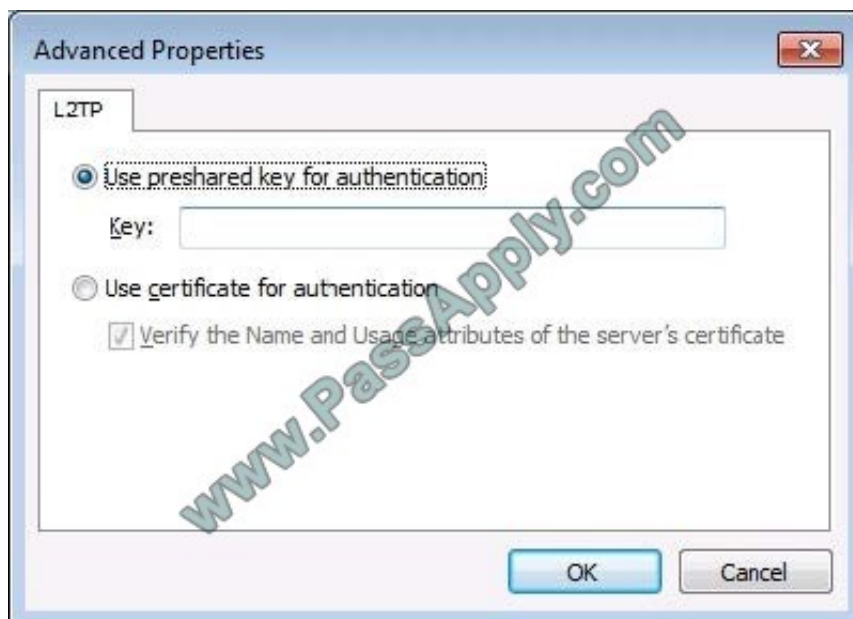 Advanced Properties
L2TP
Use preshared key for authentication
Key:
Use certificate for authentication
Verify the Name and Usage attributes of the server's certificate
www.PassApply.com
OK
Cancel